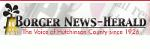 Borger News-Herald
The Voice of Hutchinson County since 1926